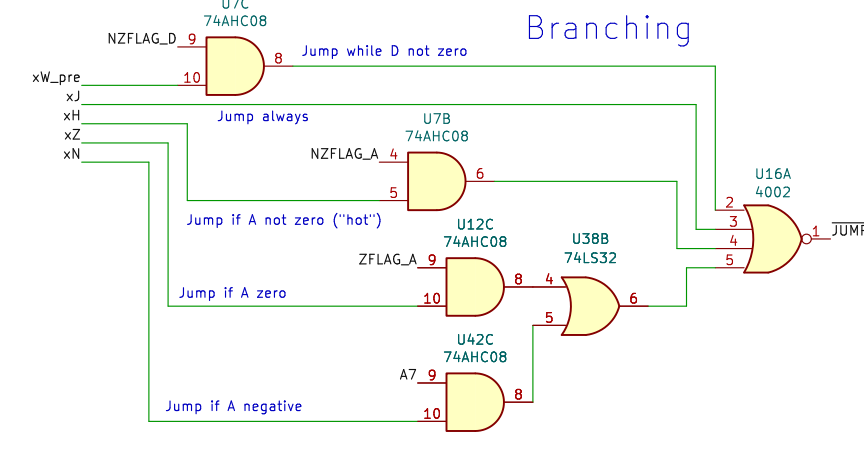 U7C
74AHC08
Branching
NZFLAG_D
9
8
Jump while D not zero
10
xW_pre
xJ
xH
xZ
xN
Jump always
U7B
74AHC08
NZFLAG_A
4
6
5
Jump if A not zero ("hot")
U16A
4002
2
3
4
5
1
JUMP
U12C
74AHC08
ZFLAG_A
9
8
10
Jump if A zero
U38B
74LS32
4
6
5
U42C
74AHC08
A7
9
8
10
Jump if A negative